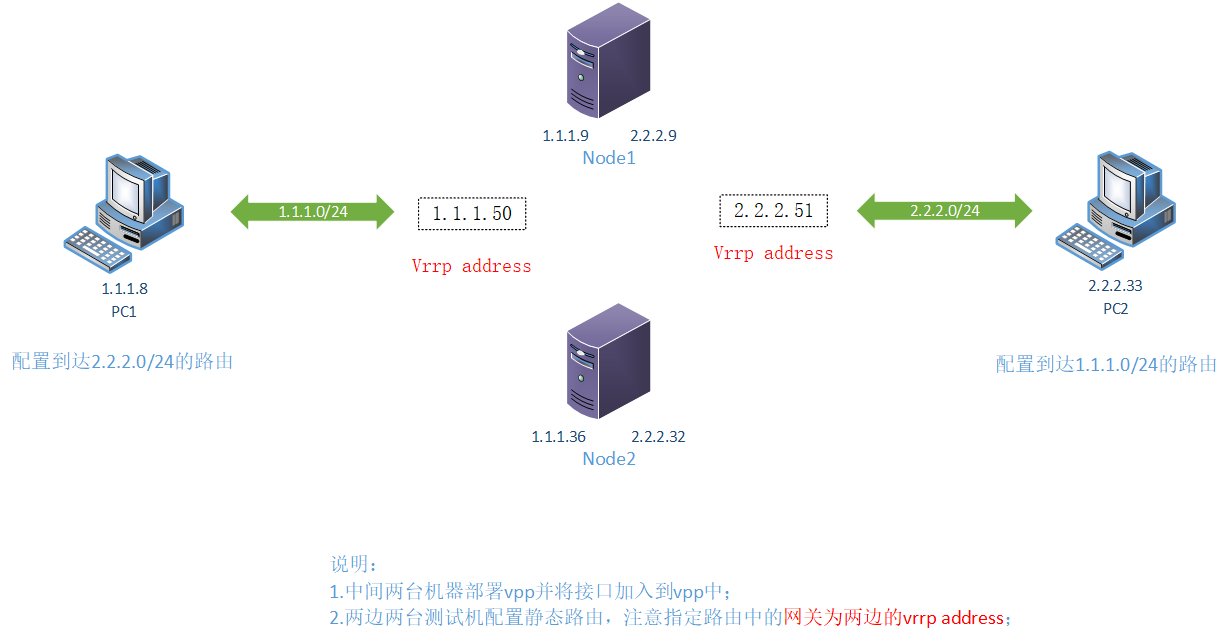 1.1.1.9 2.2.2.9
Node1
1.1.1.0/24
1.1.1.50
2.2.2.51
2.2.2.0/24
Vrrp address
Vrrp address
1.1.1.8
PC1
2.2.2.33
PC2
配置到达2.2.2.0/24的路由
配置到达1.1.1.0/24的路由
1.1.1.36 2.2.2.32
Node2
说明：
1.中间两台机器部署vpp并将接口加入到vpp中；
2.两边两台测试机配置静态路由，注意指定路由中的网关为两边的vrrp address；